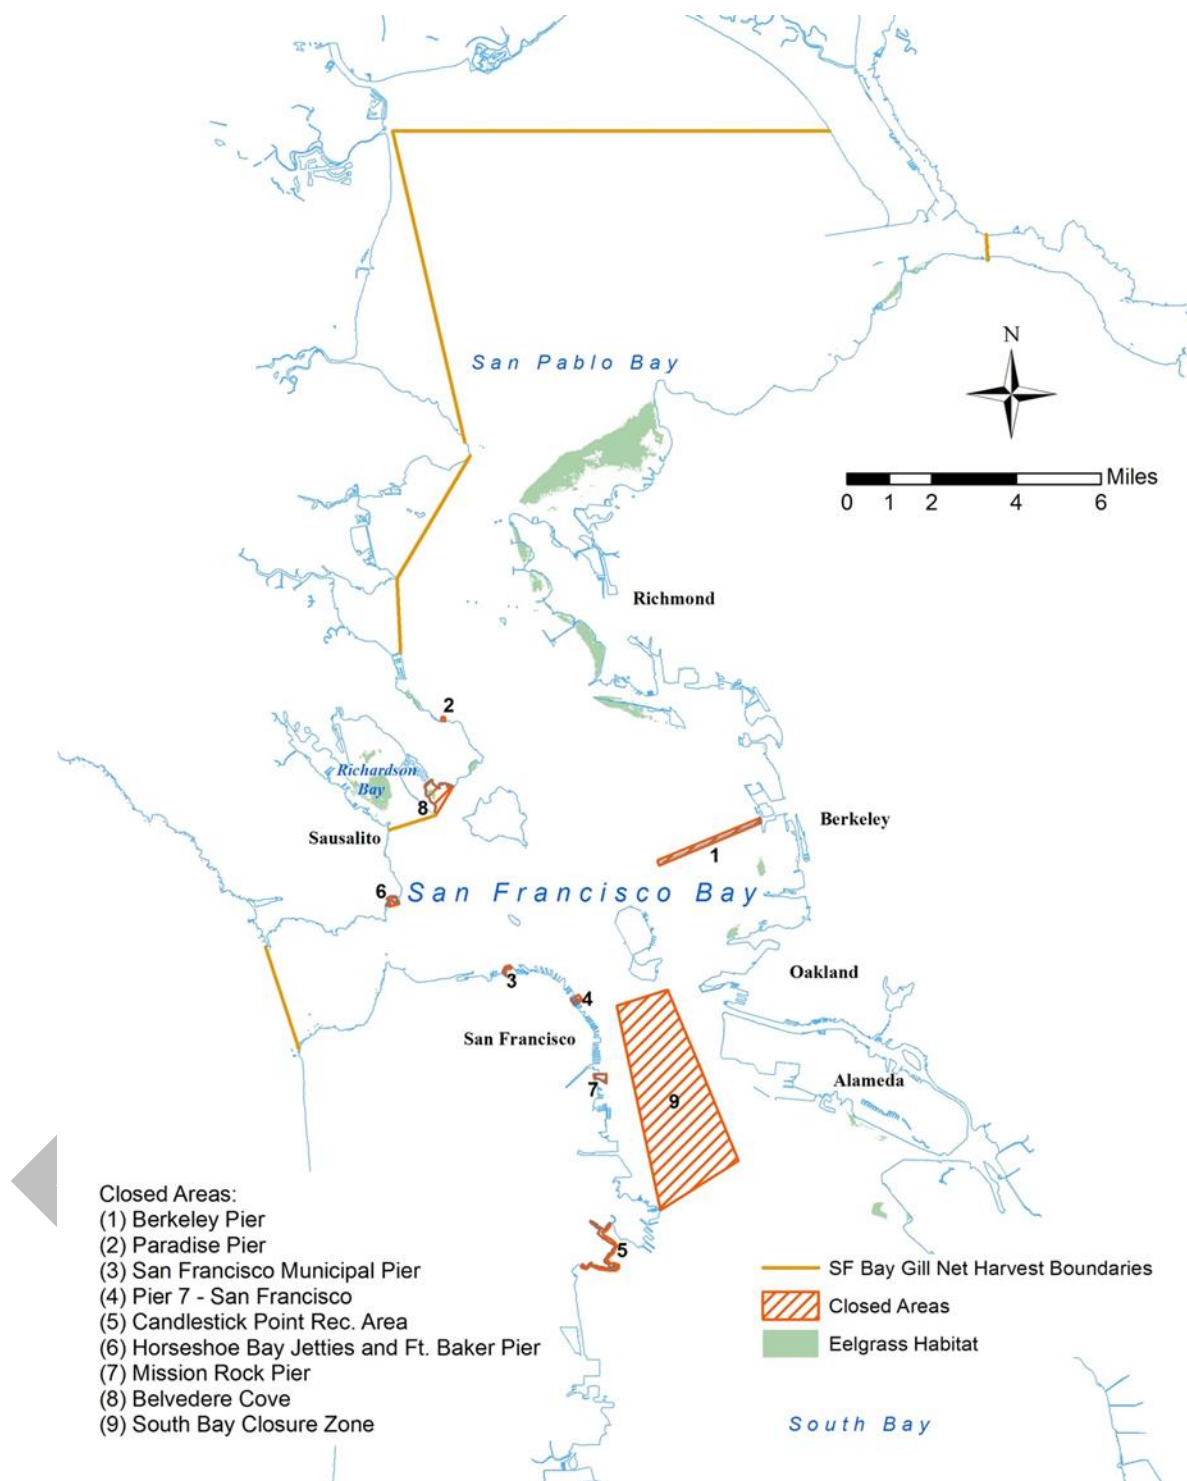 San Pablo Bay
N
Miles
0 1 2 4 6
Richmond
2
Richardson
Bay
8
Sausalito
Berkeley
1
6
San Francisco Bay
3
Oakland
4
San Francisco
Alameda
7
9
5
Closed Areas:
(1) Berkeley Pier
(2) Paradise Pier
(3) San Francisco Municipal Pier
(4) Pier 7 - San Francisco
(5) Candlestick Point Rec. Area
(6) Horseshoe Bay Jetties and Ft. Baker Pier
(7) Mission Rock Pier
(8) Belvedere Cove
(9) South Bay Closure Zone
SF Bay Gill Net Harvest Boundaries
Closed Areas
Eelgrass Habitat
South Bay